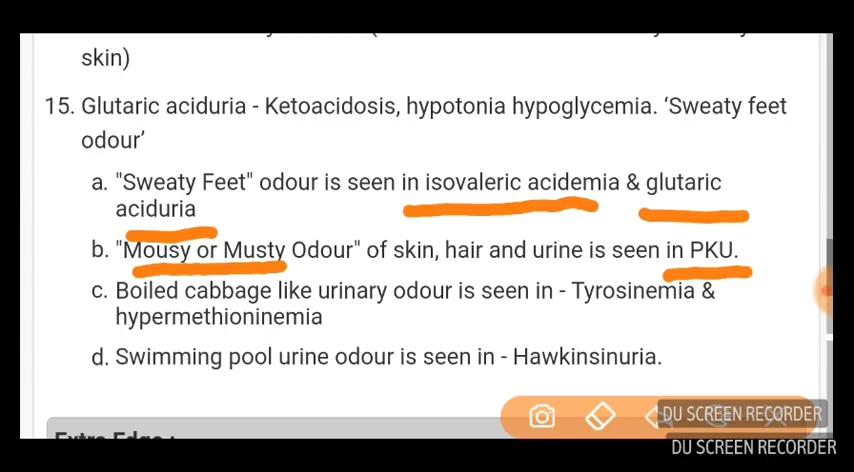 skin)
15. Glutaric aciduria - Ketoacidosis, hypotonia hypoglycemia. ‘Sweaty feet
odour’
a. "Sweaty Feet" odour is seen in isovaleric acidemia & glutaric
aciduria
b. "Mousy or Musty Odour" of skin, hair and urine is seen in PKU.
c. Boiled cabbage like urinary odour is seen in - Tyrosinemia &
hypermethioninemia
d. Swimming pool urine odour is seen in - Hawkinsinuria.
Extra Edge :
DU SCREEN RECORDER
DU SCREEN RECORDER